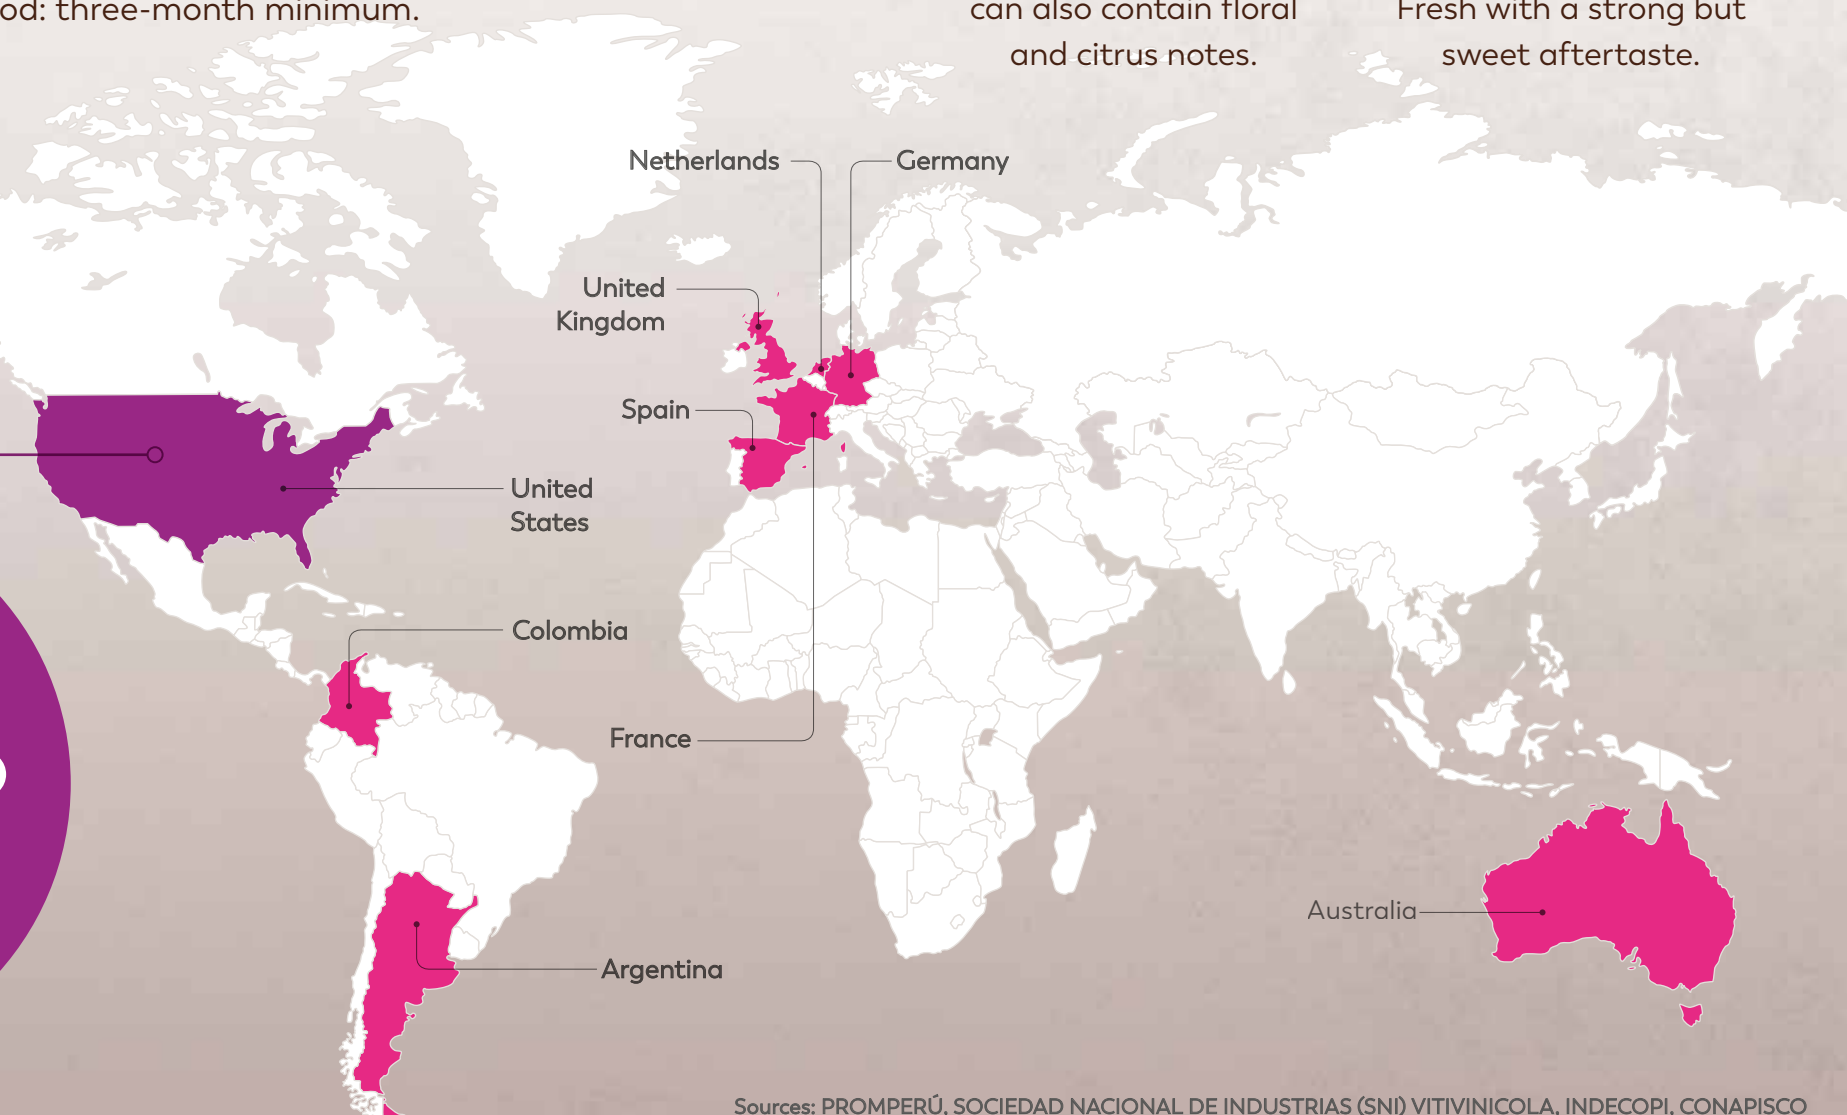 od: three-month minimum.
can also contain floral
and citrus notes.
Fresh with a strong but
sweet aftertaste.
Netherlands
Germany
United
Kingdom
Spain
United
States
Colombia
France
Australia
Argentina
Sources: PROMPERÚ, SOCIEDAD NACIONAL DE INDUSTRIAS (SNI) VITIVINICOLA, INDECOPI, CONAPISCO